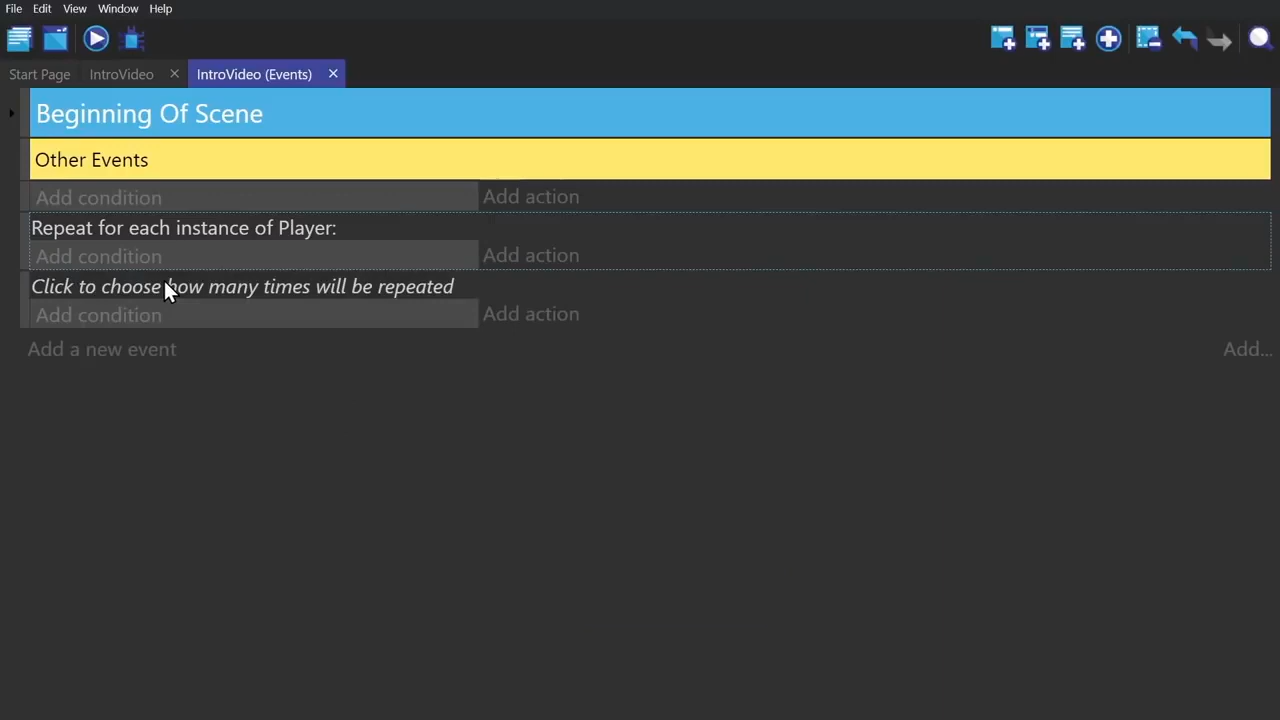 File Edit View Window Help
Start Page IntroVideo IntroVideo (Events)
Beginning Of Scene
Other Events
Add condition Add action
Repeat for each instance of Player:
Add condition Add action
Click to choose how many times will be repeated
Add condition Add action
Add a new event Add...